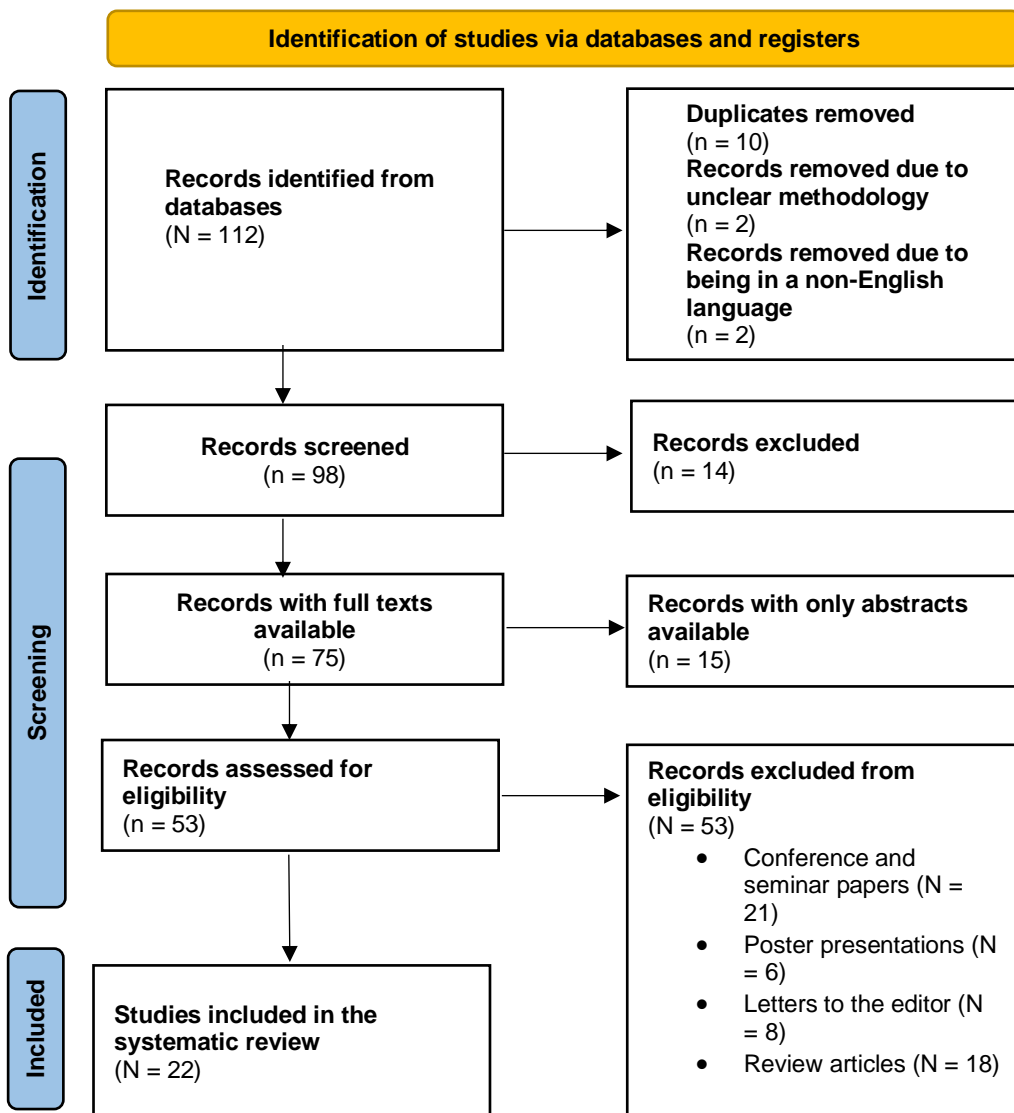 Identification of studies via databases and registers
Identification
Records identified from
databases
(N = 112)
Duplicates removed
(n = 10)
Records removed due to
unclear methodology
(n = 2)
Records removed due to
being in a non-English
language
(n = 2)
Screening
Records screened
(n = 98)
Records excluded
(n = 14)
Records with full texts
available
(n = 75)
Records with only abstracts
available
(n = 15)
Records assessed for
eligibility
(n = 53)
Records excluded from
eligibility
(N = 53)
• Conference and
seminar papers (N =
21)
• Poster presentations (N
= 6)
• Letters to the editor (N
= 8)
• Review articles (N = 18)
Included
Studies included in the
systematic review
(N = 22)